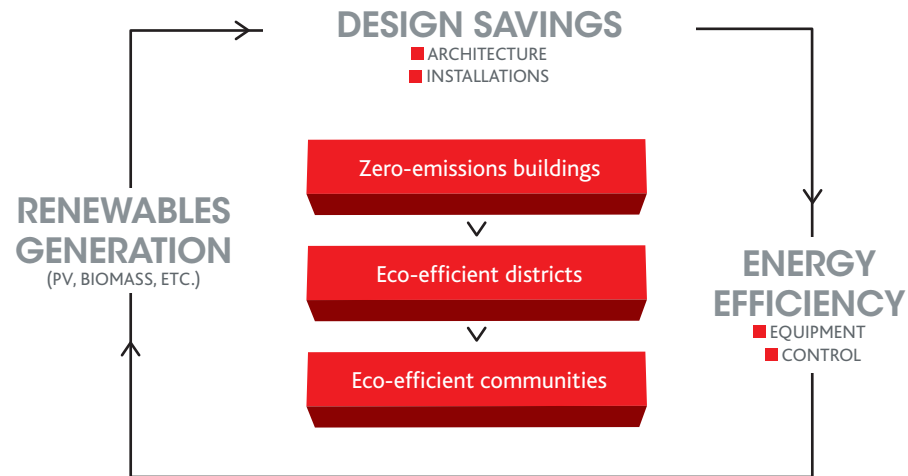 DESIGN SAVINGS
ARCHITECTURE
INSTALLATIONS
Zero-emissions buildings
RENEWABLES
GENERATION
(PV, BIOMASS, ETC.)
Eco-efficient districts
ENERGY
EFFICIENCY
EQUIPMENT
CONTROL
Eco-efficient communities